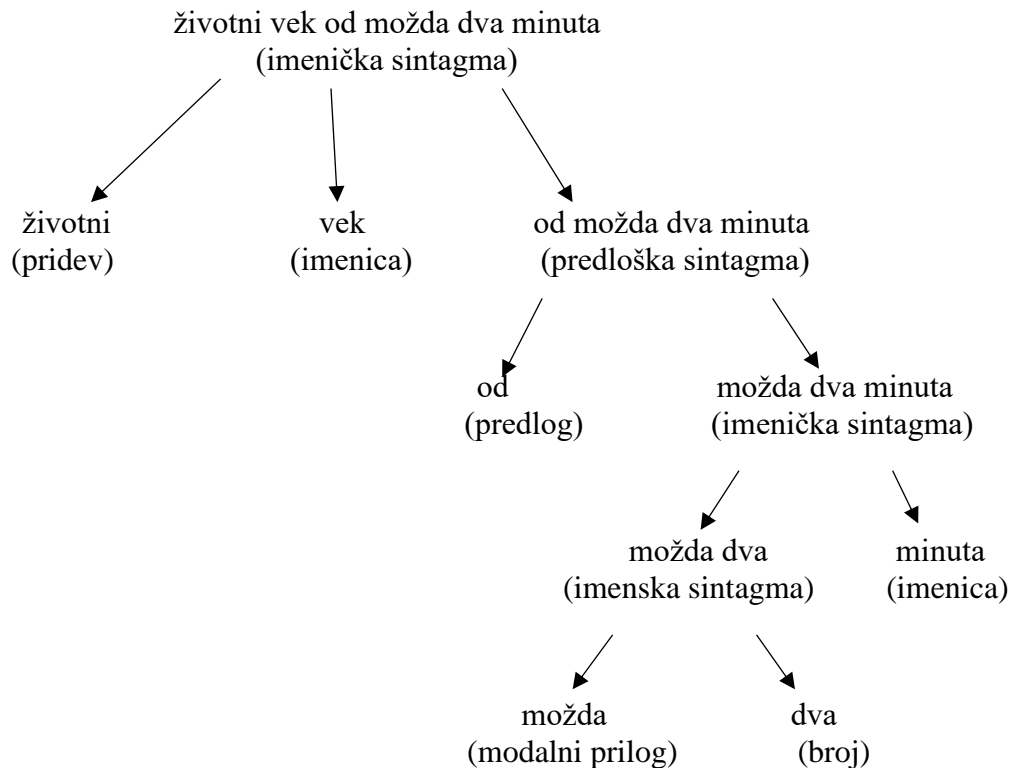 životni vek od možda dva minuta
(imenička sintagma)
životni vek od možda dva minuta
(pridev) (imenica) (predloška sintagma)
od možda dva minuta
(predlog) (imenička sintagma)
možda dva minuta
(imenska sintagma) (imenica)
možda dva
(modalni prilog) (broj)